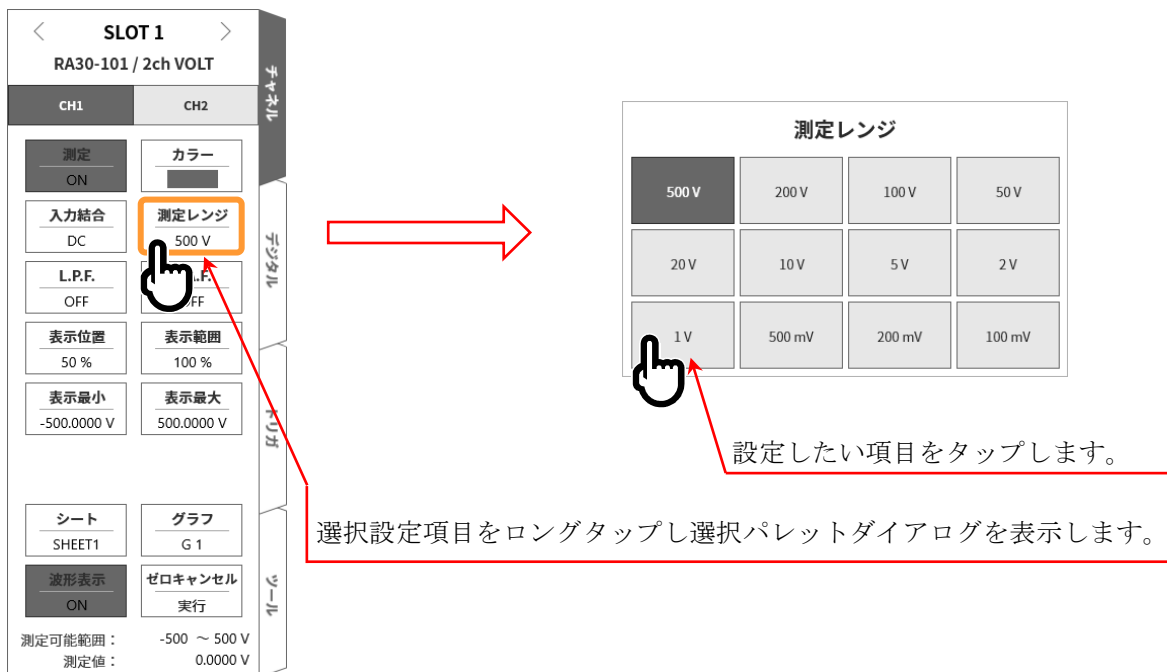 SLOT 1
RA30-101 / 2ch VOLT
CH1 CH2
測定 カラー
ON
入力結合 測定レンジ
DC 500 V
L.P.F. .F.
OFF FF
表示位置 表示範囲
50 % 100 %
表示最小 表示最大
-500.0000 V 500.0000 V
シート グラフ
SHEET1 G 1
波形表示 ゼロキャンセル
ON 実行
測定可能範囲： -500 ～ 500 V
測定値： 0.0000 V
チャネル
デジタル
トリガ
ツール
測定レンジ
500 V 200 V 100 V 50 V
20 V 10 V 5 V 2 V
1 V 500 mV 200 mV 100 mV
設定したい項目をタップします。
選択設定項目をロングタップし選択パレットダイアログを表示します。